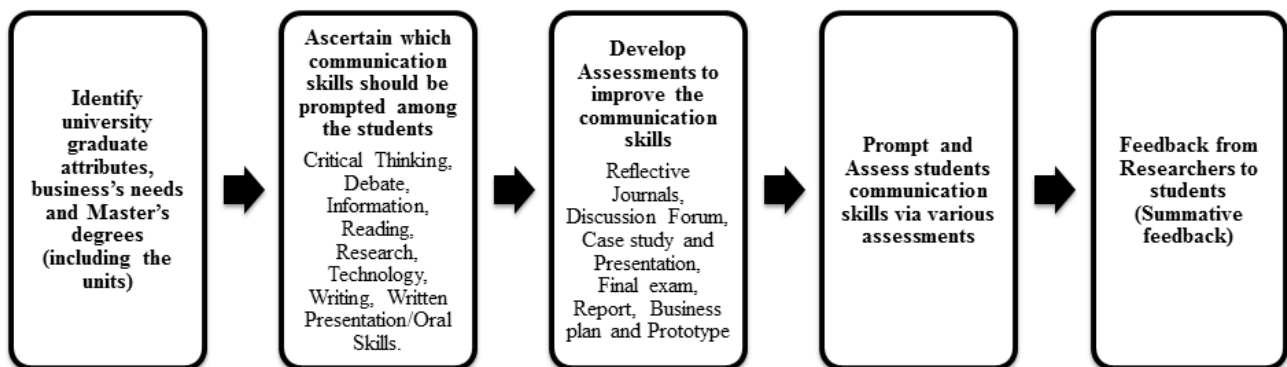 Identify
university
graduate
attributes,
business's needs
and Master's
degrees
(including the
units)
Ascertain which
communication
skills should be
prompted among
the students
Critical Thinking,
Debate,
Information,
Reading,
Research,
Technology,
Writing, Written
Presentation/Oral
Skills.
Develop
Assessments to
improve the
communication
skills
Reflective
Journals,
Discussion Forum,
Case study and
Presentation,
Final exam,
Report, Business
plan and Prototype
Prompt and
Assess students
communication
skills via various
assessments
Feedback from
Researchers to
students
(Summative
feedback)